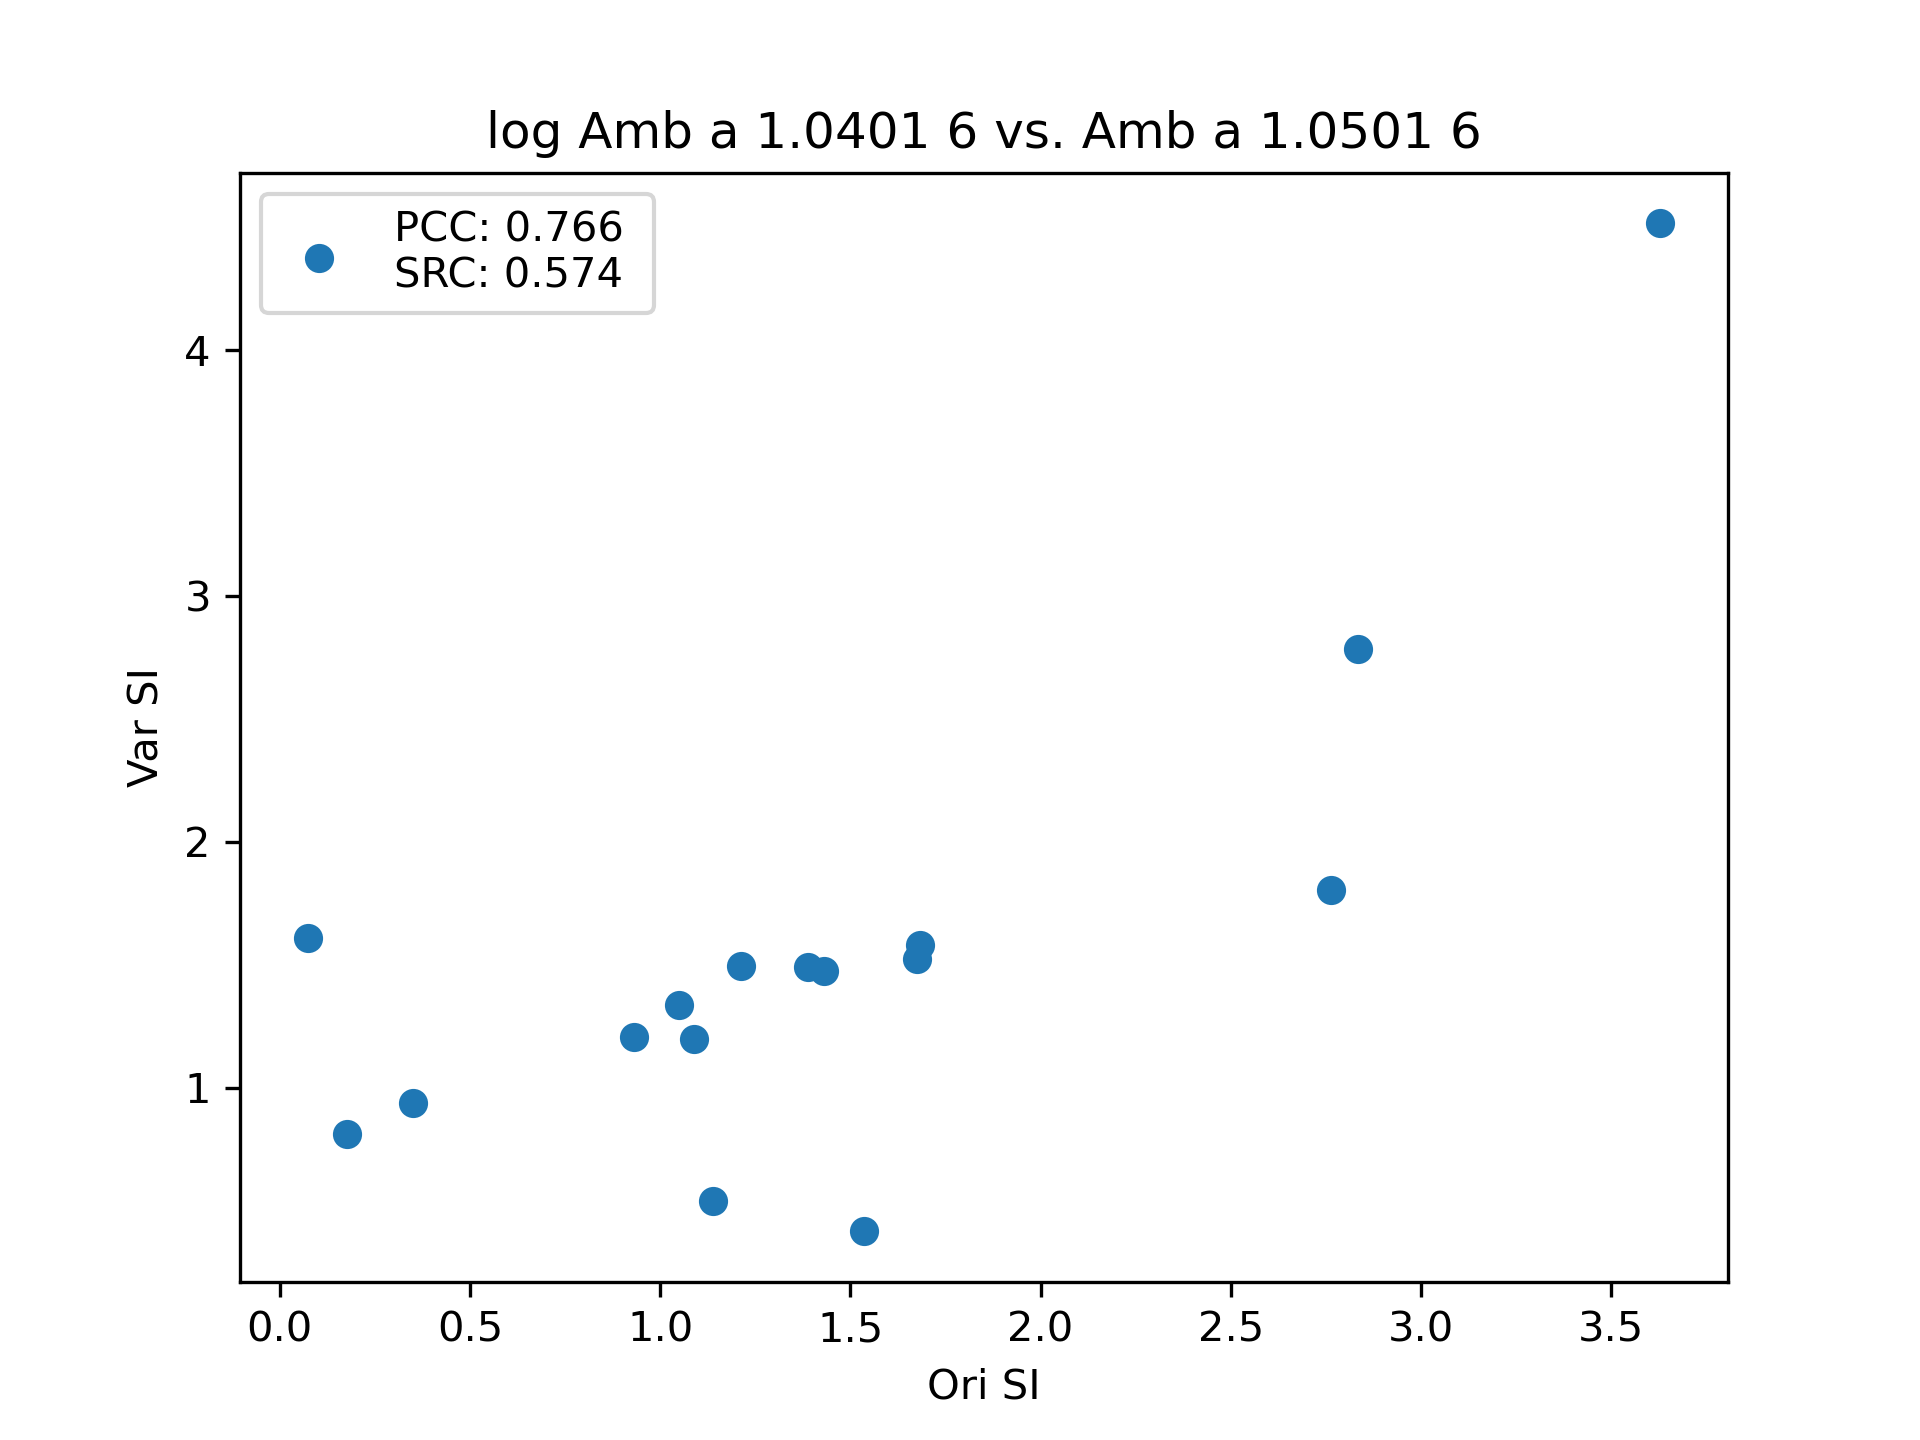 log Amb a 1.0401 6 vs. Amb a 1.0501 6
PCC: 0.766
SRC: 0.574
4
3
2
1
Var SI
0.0 0.5 1.0 1.5 2.0 2.5 3.0 3.5
Ori SI